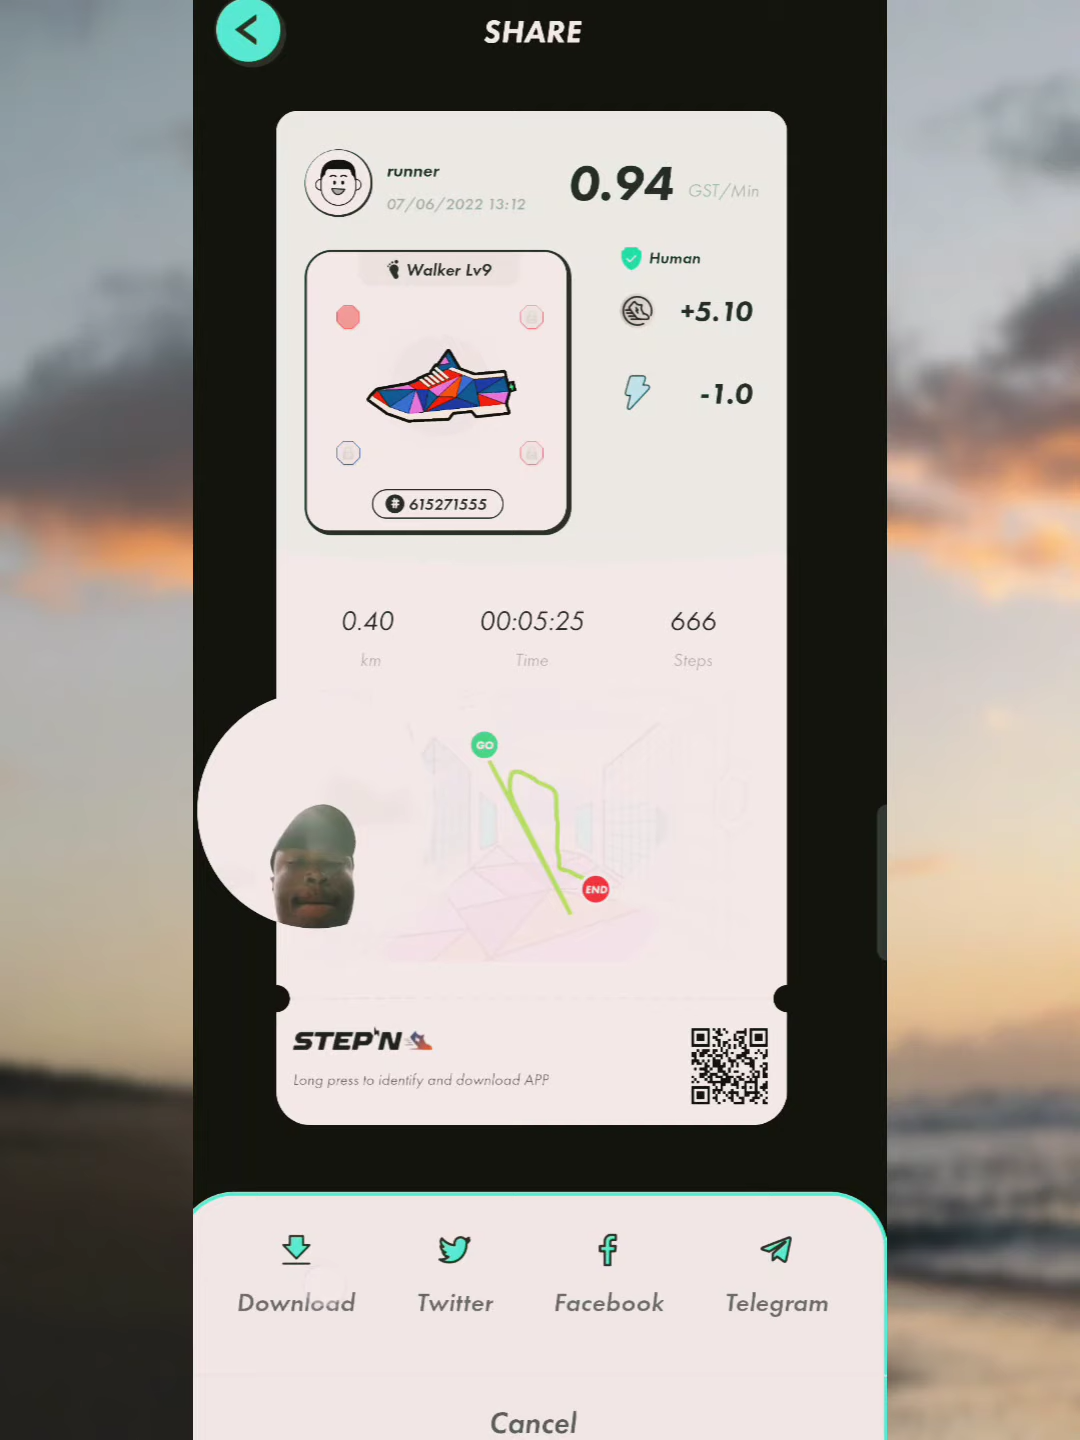 SHARE
runner
07/06/2022 13:12
0.94 GST/Min
Walker Lv9
Human
+5.10
-1.0
# 615271555
0.40
km
00:05:25
Time
666
Steps
GO
END
STEP'N
Long press to identify and download APP
Download
Twitter
Facebook
Telegram
Cancel